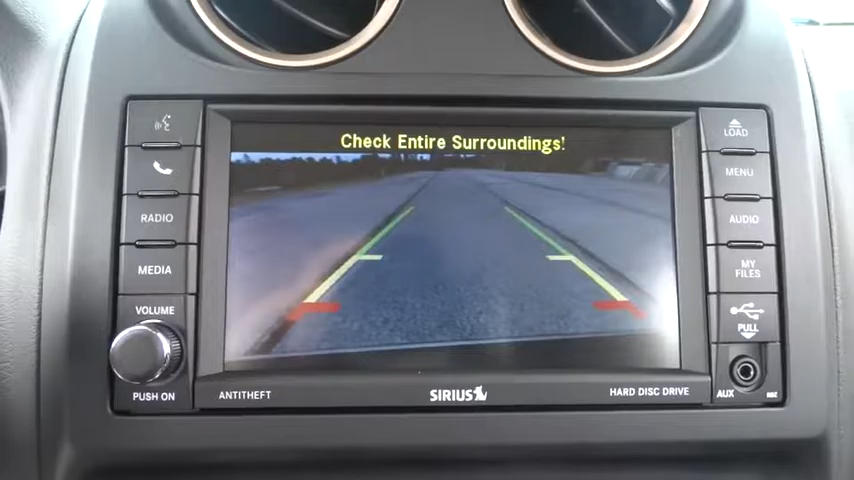 Check Entire Surroundings!
RADIO
MEDIA
VOLUME
PUSH ON
LOAD
MENU
AUDIO
MY
FILES
PULL
AUX
ANTITHEFT
SIRIUS
HARD DISC DRIVE